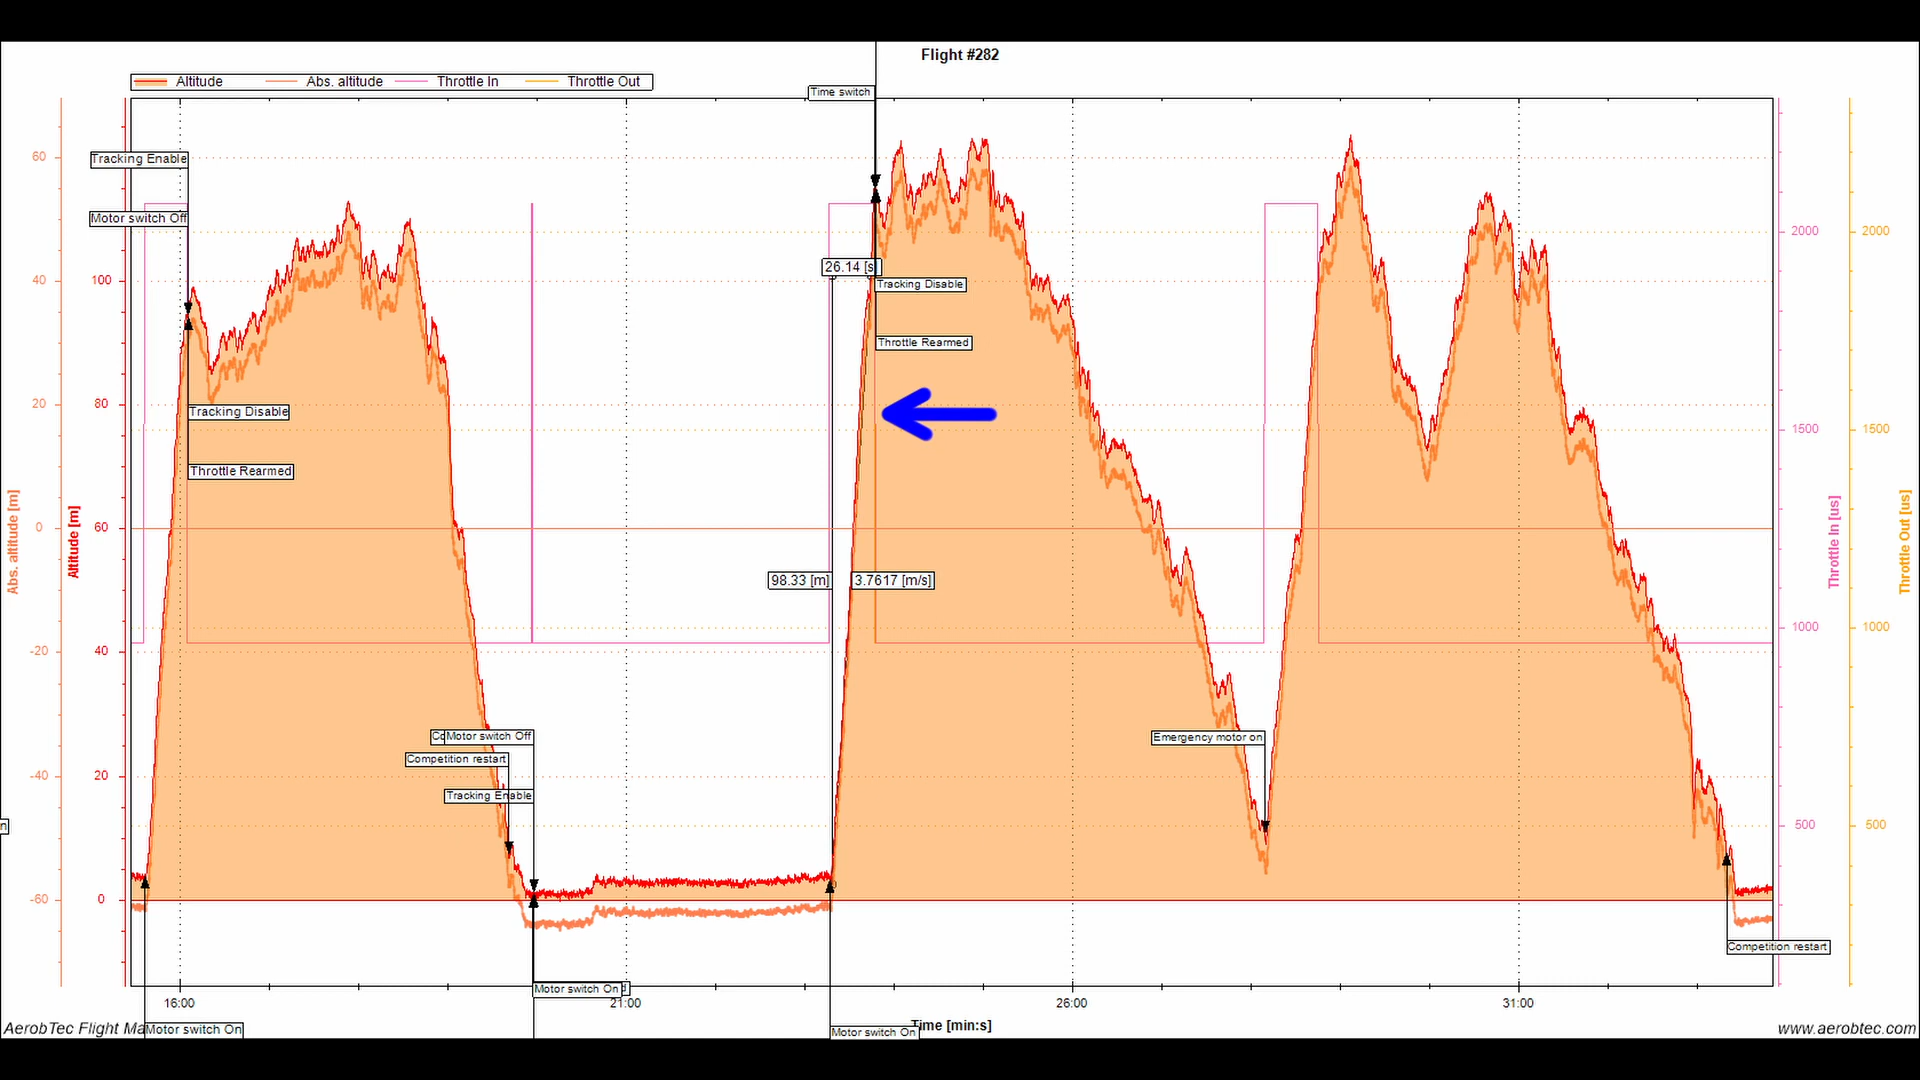 Flight #282
Altitude Abs. altitude Throttle In Throttle Out
Time switch
Tracking Enable
Motor switch Off
26.14 [s]
Tracking Disable
Throttle Rearmed
Tracking Disable
Throttle Rearmed
98.33 [m] 3.7617 [m/s]
Motor switch Off
Competition restart
Tracking Enable
Emergency motor on
Competition restart
Motor switch On
Motor switch On
Motor switch On
60
40
20
0
-20
-40
-60
Abs. altitude [m]
100
80
60
40
20
0
Altitude [m]
2000
1500
1000
500
Throttle In [us]
2000
1500
1000
500
Throttle Out [us]
16:00 21:00 26:00 31:00
Time [min:s]
AerobTec Flight Ma
www.aerobtec.com